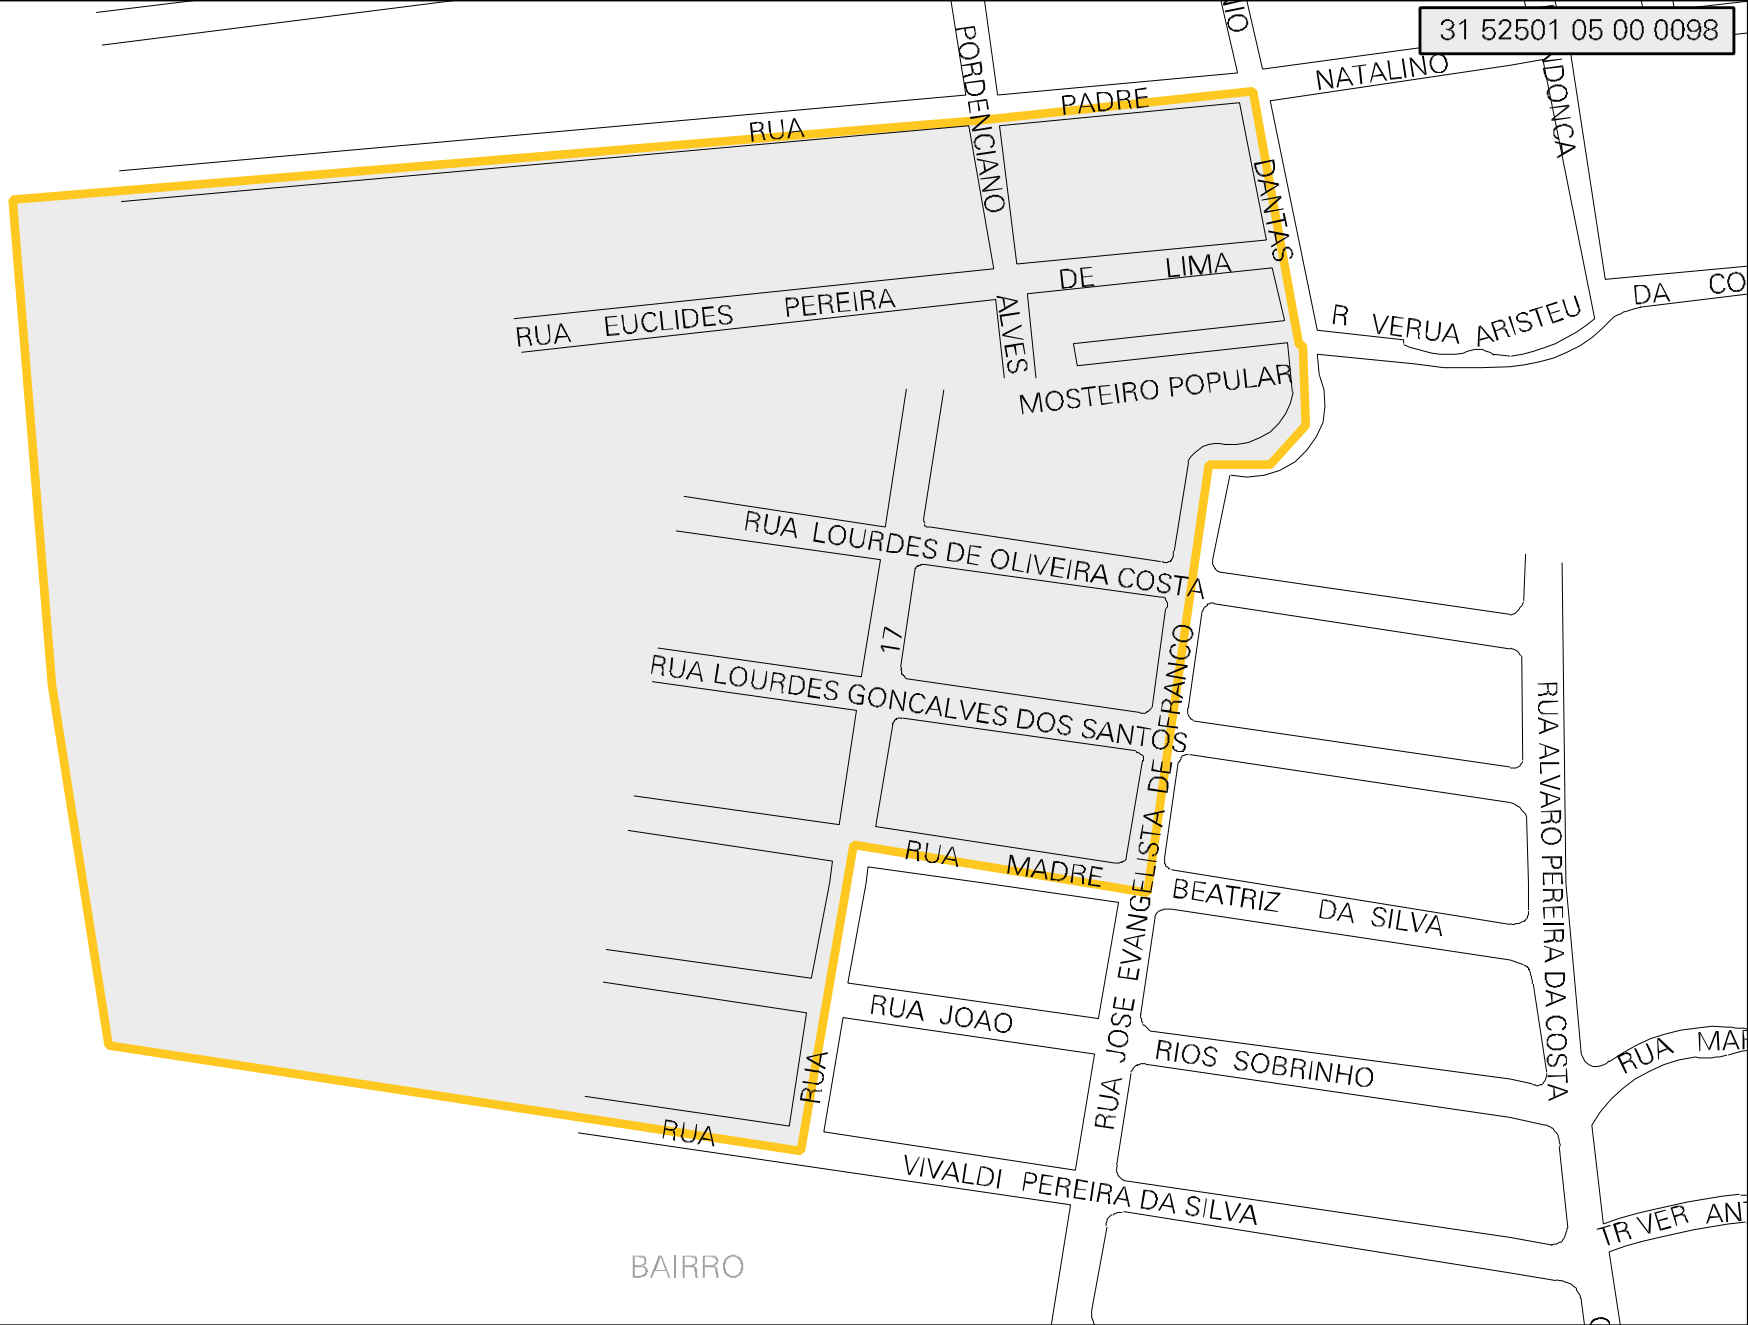 31 52501 05 00 0098
RUA PADRE NATALINO
PORDENCIANO ALVES
DANTAS
RUA EUCLIDES PEREIRA DE LIMA
MOSTEIRO POPULAR
R VERUA ARISTEU DA CO
RUA LOURDES DE OLIVEIRA COSTA
RUA 17
RUA LOURDES GONCALVES DOS SANTOS
RUA JOSE EVANGELISTA DE FRANCO
RUA ALVARO PEREIRA DA COSTA
RUA MADRE BEATRIZ DA SILVA
RUA JOAO RIOS SOBRINHO
RUA MAR
RUA VIVALDI PEREIRA DA SILVA
TR VER ANT
BAIRRO